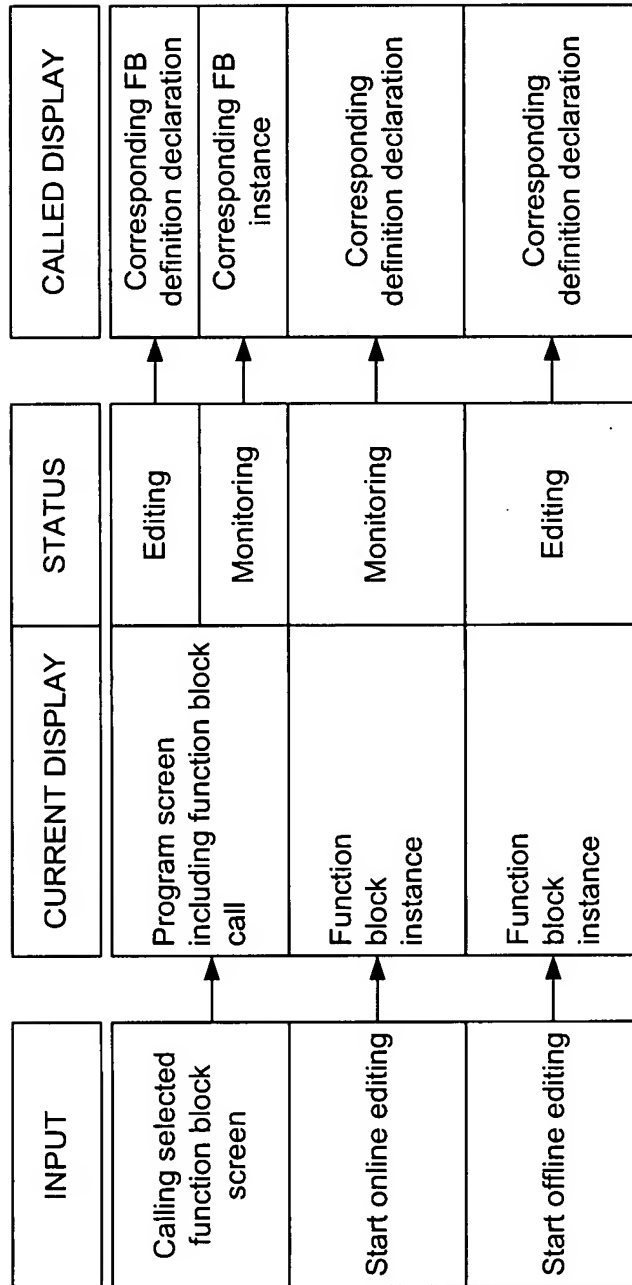 INPUT
CURRENT DISPLAY
STATUS
CALLED DISPLAY
Calling selected
function block
screen
Program screen
including function block
call
Editing
Corresponding FB
definition declaration
Monitoring
Corresponding FB
instance
Start online editing
Function
block
instance
Monitoring
Corresponding
definition declaration
Start offline editing
Function
block
instance
Editing
Corresponding
definition declaration